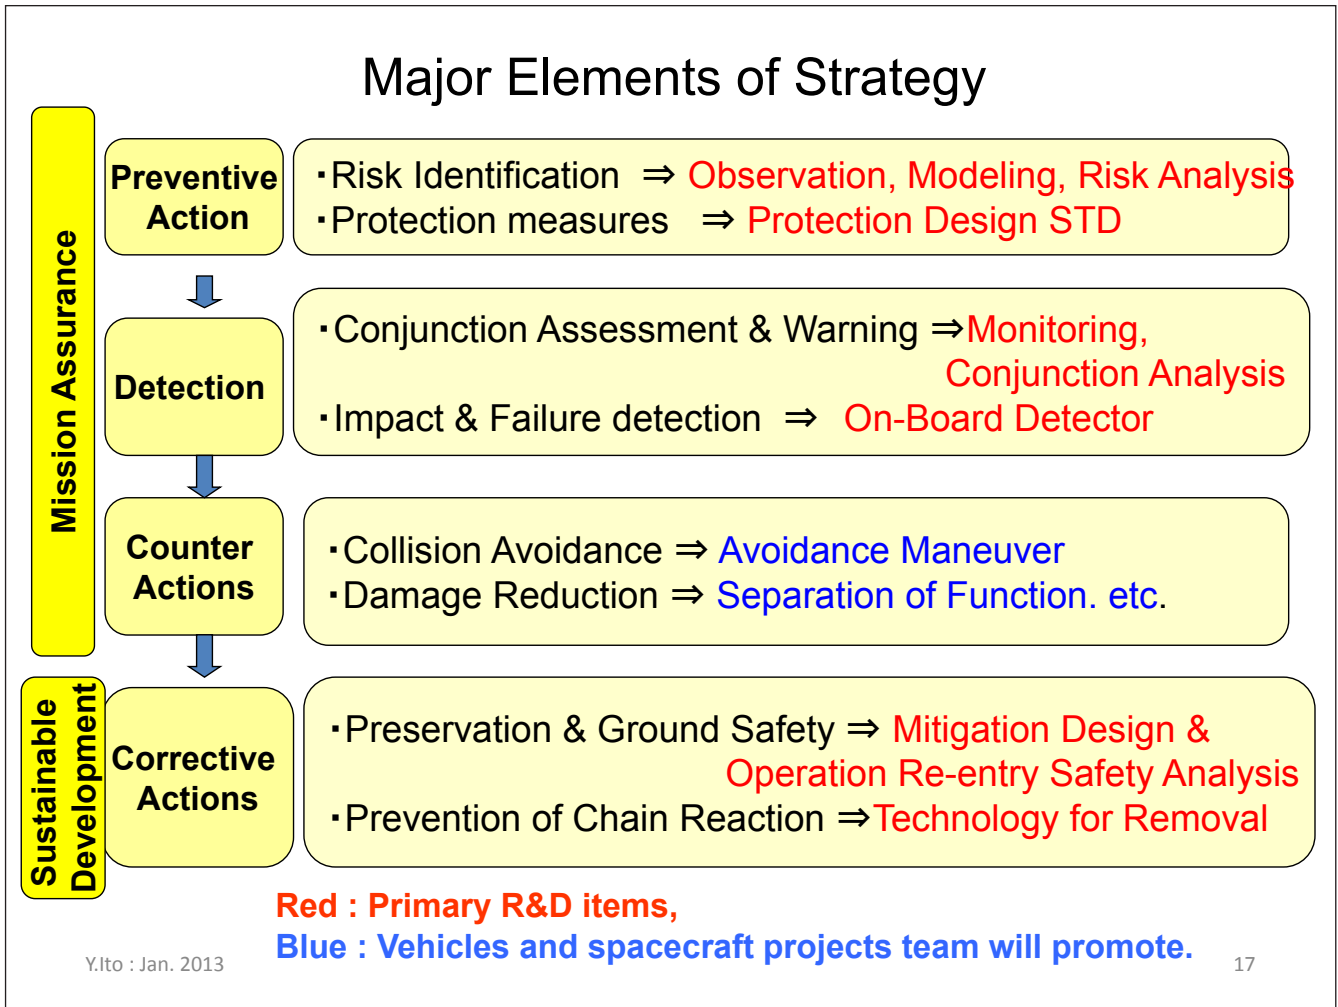 Major Elements of Strategy
Mission Assurance
Preventive
Action
・Risk Identification ⇒ Observation, Modeling, Risk Analysis
・Protection measures ⇒ Protection Design STD
Detection
・Conjunction Assessment & Warning ⇒Monitoring,
Conjunction Analysis
・Impact & Failure detection ⇒ On-Board Detector
Counter
Actions
・Collision Avoidance ⇒ Avoidance Maneuver
・Damage Reduction ⇒ Separation of Function. etc.
Sustainable
Development
Corrective
Actions
・Preservation & Ground Safety ⇒ Mitigation Design &
Operation Re-entry Safety Analysis
・Prevention of Chain Reaction ⇒Technology for Removal
Red : Primary R&D items,
Blue : Vehicles and spacecraft projects team will promote.
Y.Ito : Jan. 2013
17